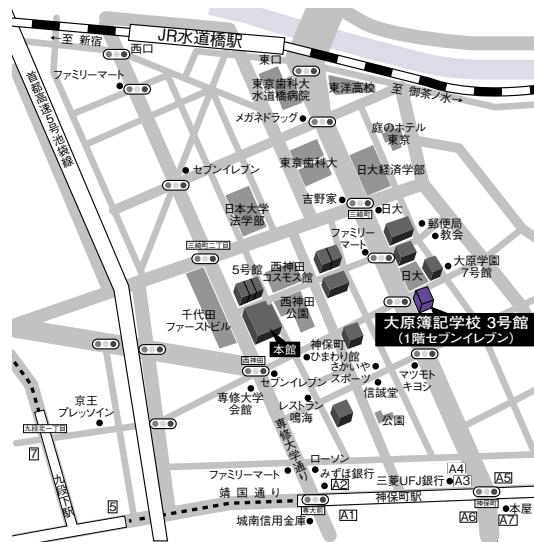 JR水道橋駅
←至 新宿
西口
東口
ファミリーマート
東京歯科大
水道橋病院
東洋高校
至 御茶ノ水→
首都高速5号池袋線
メガネドラッグ
庭のホテル
東京
セブンイレブン
東京歯科大
日大経済学部
吉野家
日大
三崎町
日本大学
法学部
郵便局
教会
ファミリー
マート
三崎町二丁目
5号館
西神田
コスモス館
日大
大原学園
7号館
千代田
ファーストビル
西神田
公園
大原簿記学校 3号館
(1階セブンイレブン)
本館
神保町
ひまわり館
西神田
さかいや
スポーツ
マツモト
キヨシ
セブンイレブン
信誠堂
専修大学
会館
レストラン
鳴海
京王
プレッソイン
公園
九段北一丁目
専修大学通り
7
九段下駅
ローソン
ファミリーマート
みずほ銀行
A2
三菱UFJ銀行
A4
A3
A5
5
靖国通り
専大前
神保町駅
神保町
本屋
城南信用金庫
A1
A6
A7